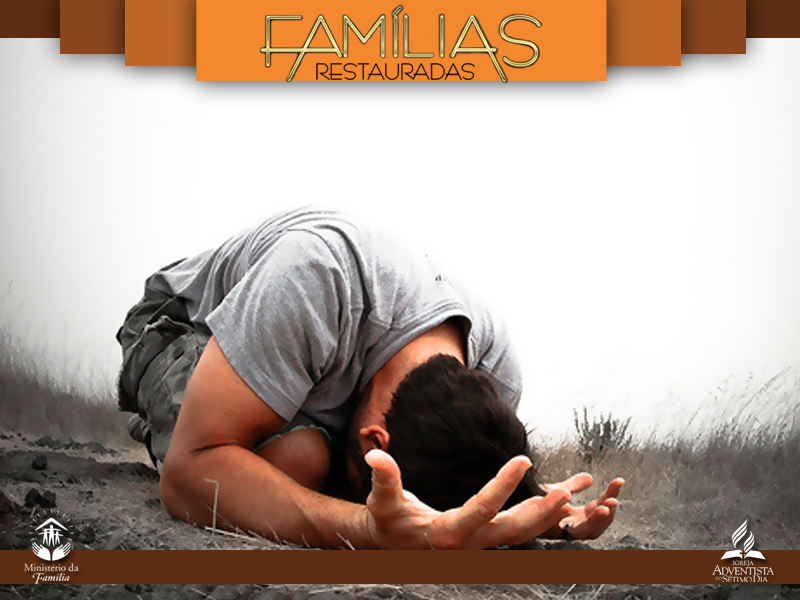 FAMÍLIAS
RESTAURADAS
Ministério da
Família
IGREJA
ADVENTISTA
DO SÉTIMO DIA